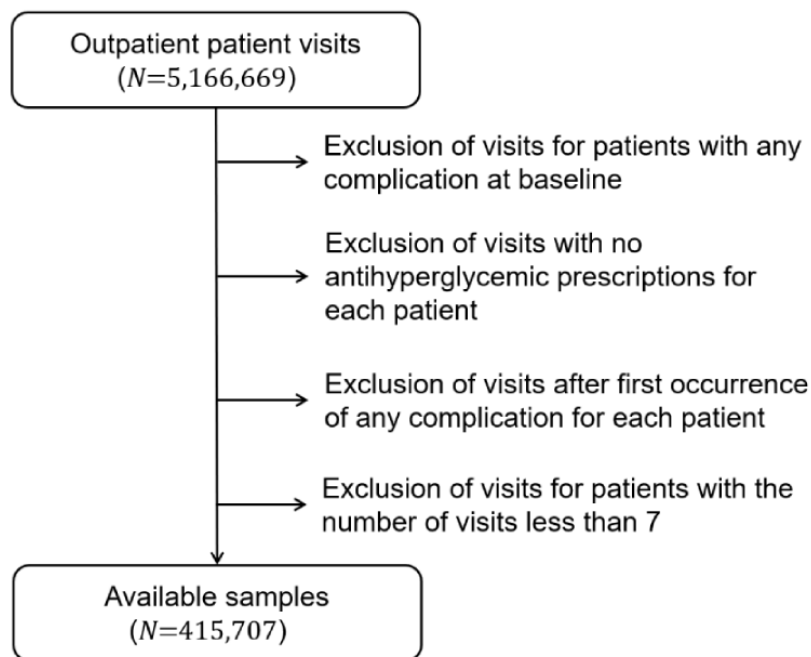 Outpatient patient visits
(N=5,166,669)
Exclusion of visits for patients with any
complication at baseline
Exclusion of visits with no
antihyperglycemic prescriptions for
each patient
Exclusion of visits after first occurrence
of any complication for each patient
Exclusion of visits for patients with the
number of visits less than 7
Available samples
(N=415,707)